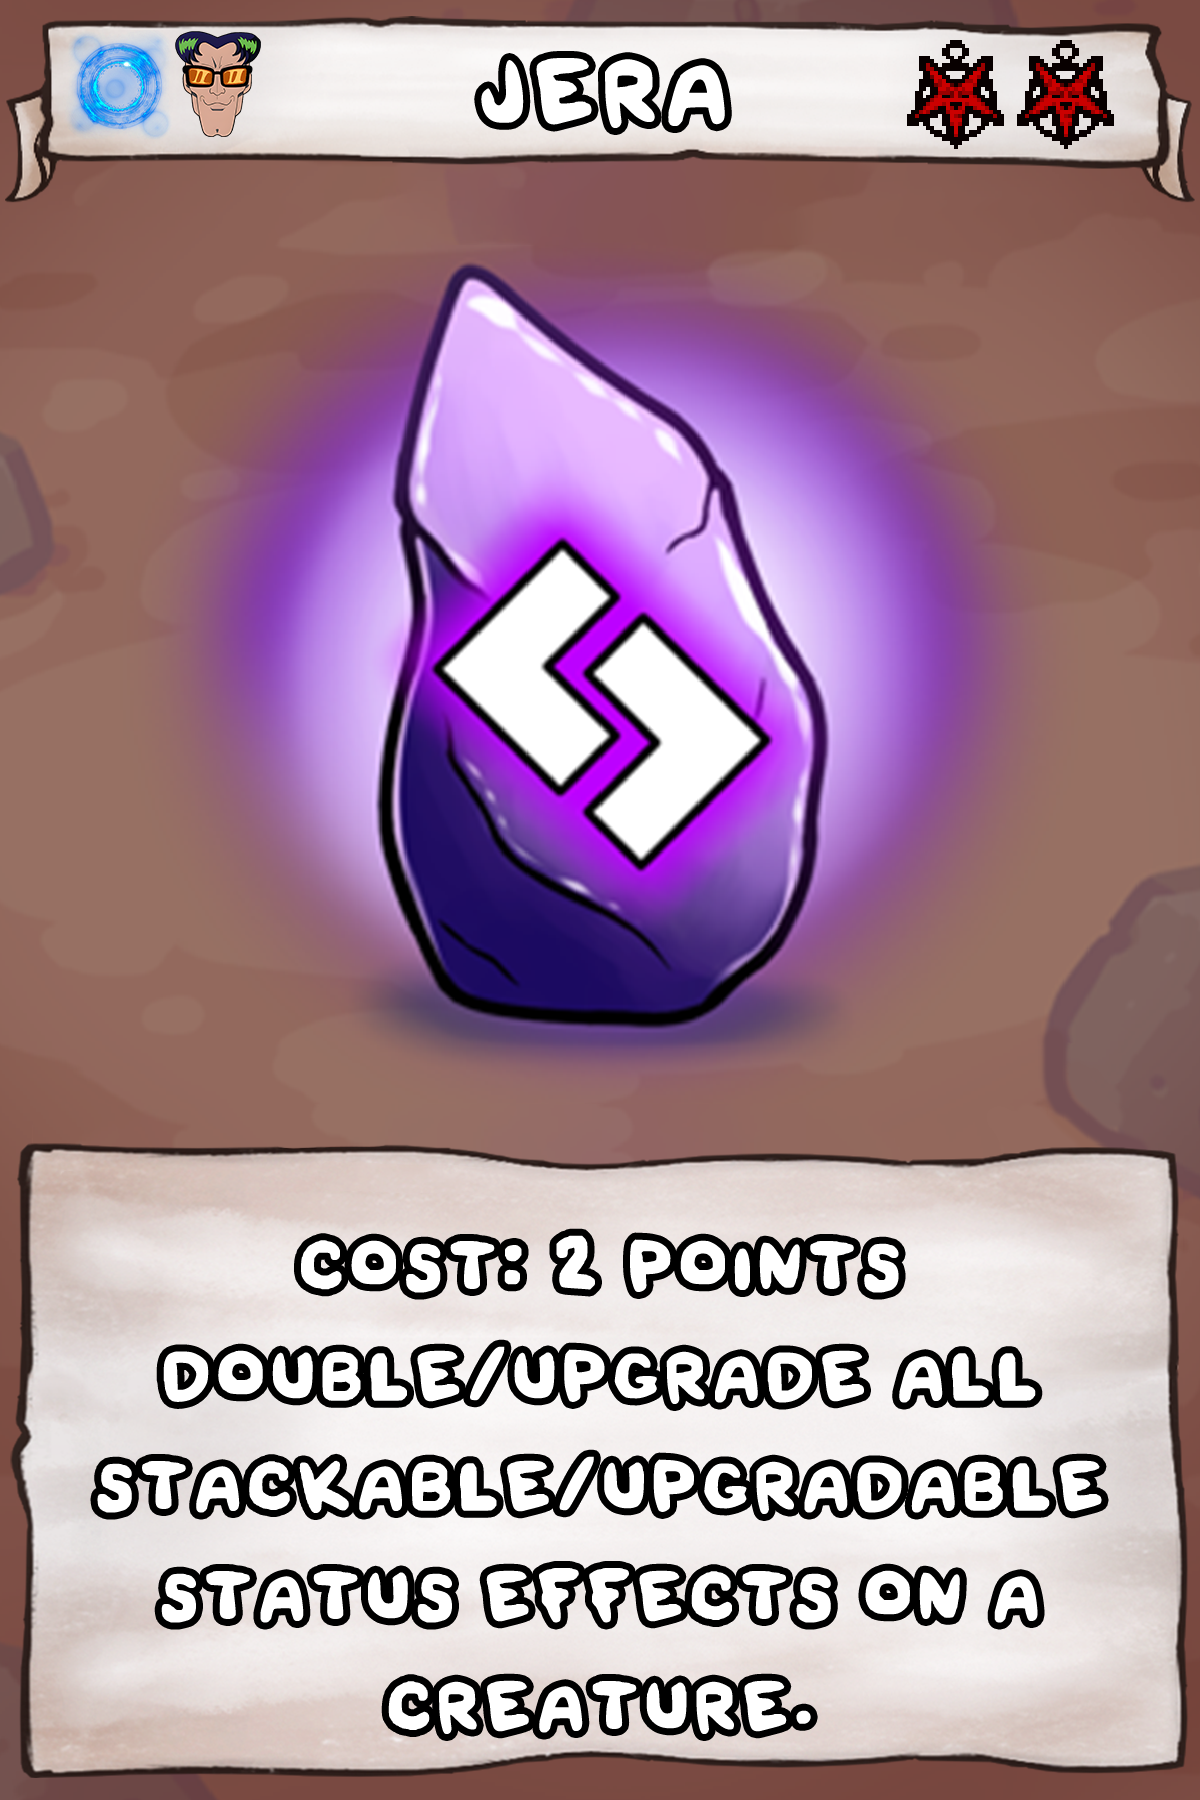 JERA
COST: 2 POINTS
DOUBLE/UPGRADE ALL
STACKABLE/UPGRADABLE
STATUS EFFECTS ON A
CREATURE.